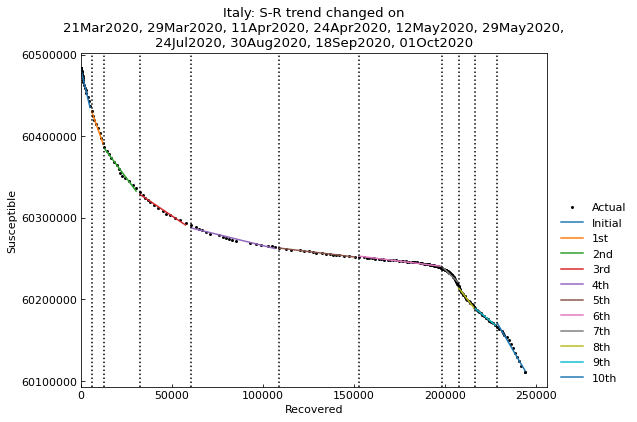 Italy: S-R trend changed on
21Mar2020, 29Mar2020, 11Apr2020, 24Apr2020, 12May2020, 29May2020,
24Jul2020, 30Aug2020, 18Sep2020, 01Oct2020
60500000
60400000
60300000
60200000
60100000
Susceptible
0
50000
100000
150000
200000
250000
Recovered
Actual
Initial
1st
2nd
3rd
4th
5th
6th
7th
8th
9th
10th